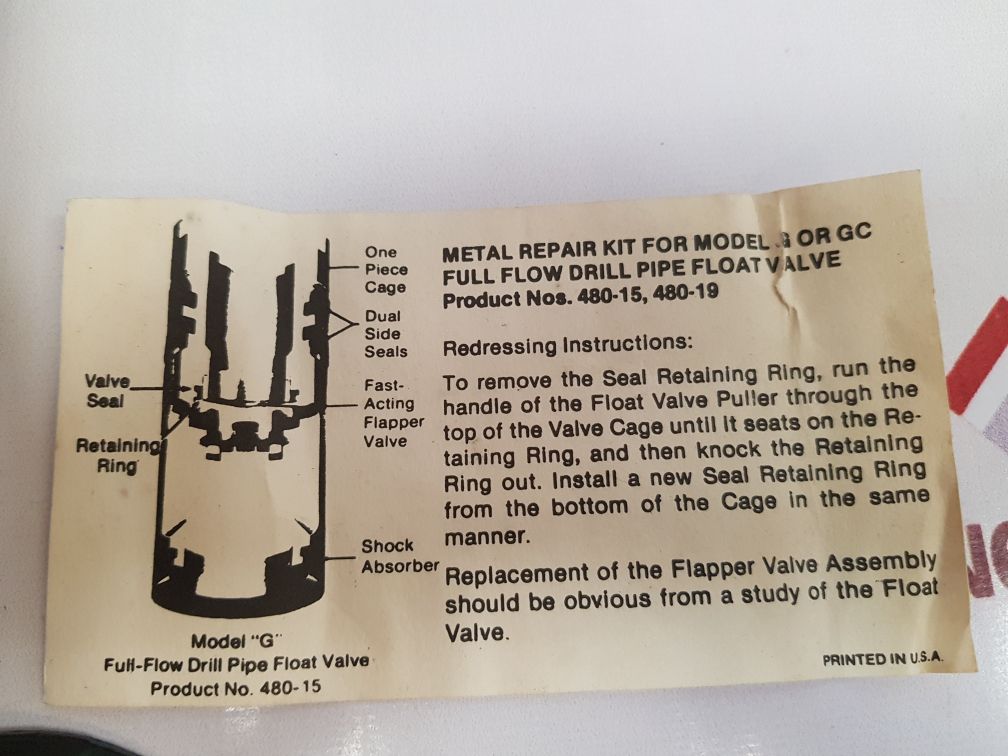 One
Piece
Cage
Dual
Side
Seals
Valve
Seal
Fast-
Acting
Flapper
Valve
Retaining
Ring
Shock
Absorber
Model "G"
Full-Flow Drill Pipe Float Valve
Product No. 480-15
METAL REPAIR KIT FOR MODEL G OR GC
FULL FLOW DRILL PIPE FLOAT VALVE
Product Nos. 480-15, 480-19
Redressing Instructions:
To remove the Seal Retaining Ring, run the
handle of the Float Valve Puller through the
top of the Valve Cage until it seats on the Re-
taining Ring, and then knock the Retaining
Ring out. Install a new Seal Retaining Ring
from the bottom of the Cage in the same
manner.
Replacement of the Flapper Valve Assembly
should be obvious from a study of the Float
Valve.
PRINTED IN U.S.A.